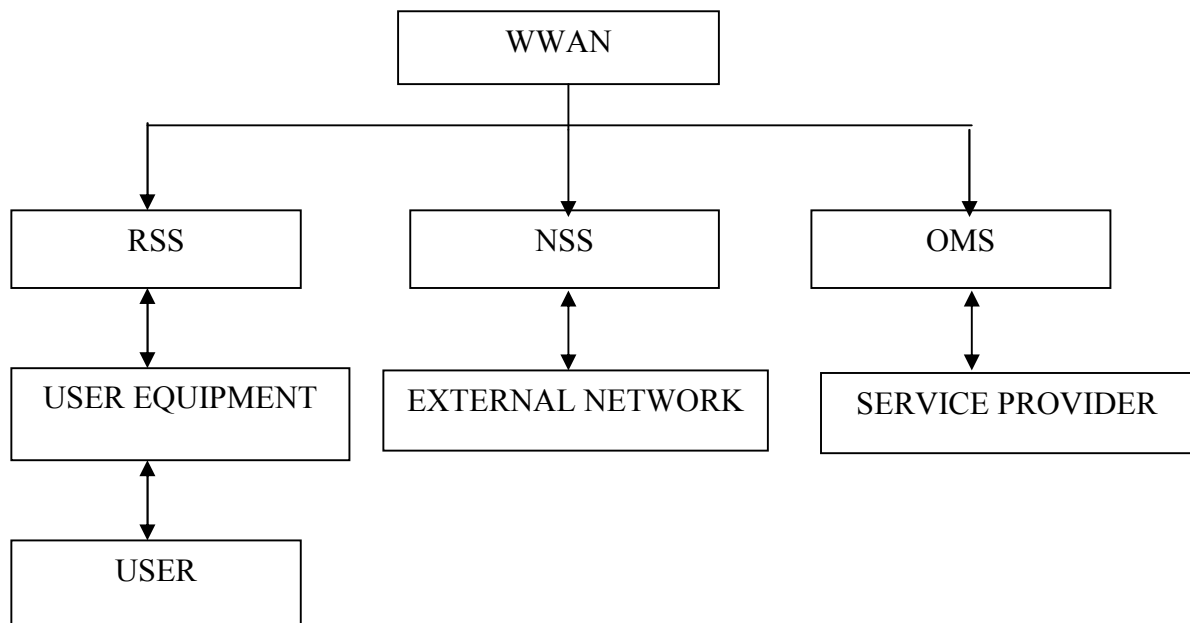 WWAN
RSS
NSS
OMS
USER EQUIPMENT
EXTERNAL NETWORK
SERVICE PROVIDER
USER